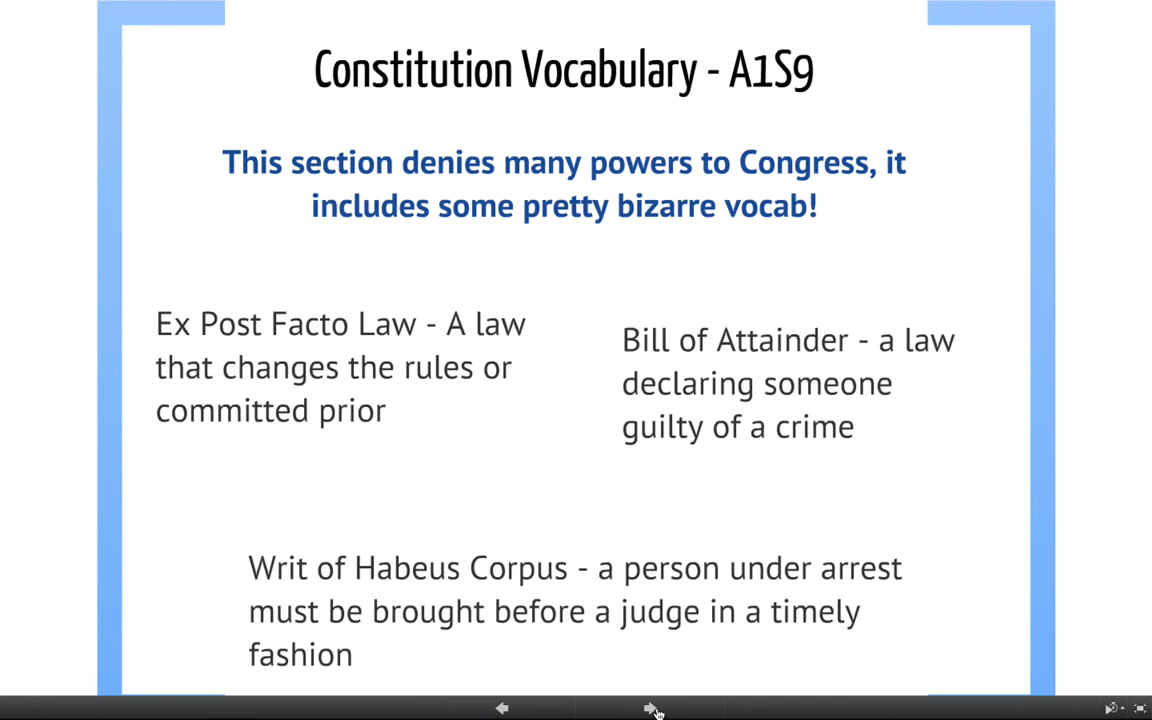 Constitution Vocabulary - A1S9
This section denies many powers to Congress, it
includes some pretty bizarre vocab!
Ex Post Facto Law - A law
that changes the rules or
committed prior
Bill of Attainder - a law
declaring someone
guilty of a crime
Writ of Habeus Corpus - a person under arrest
must be brought before a judge in a timely
fashion